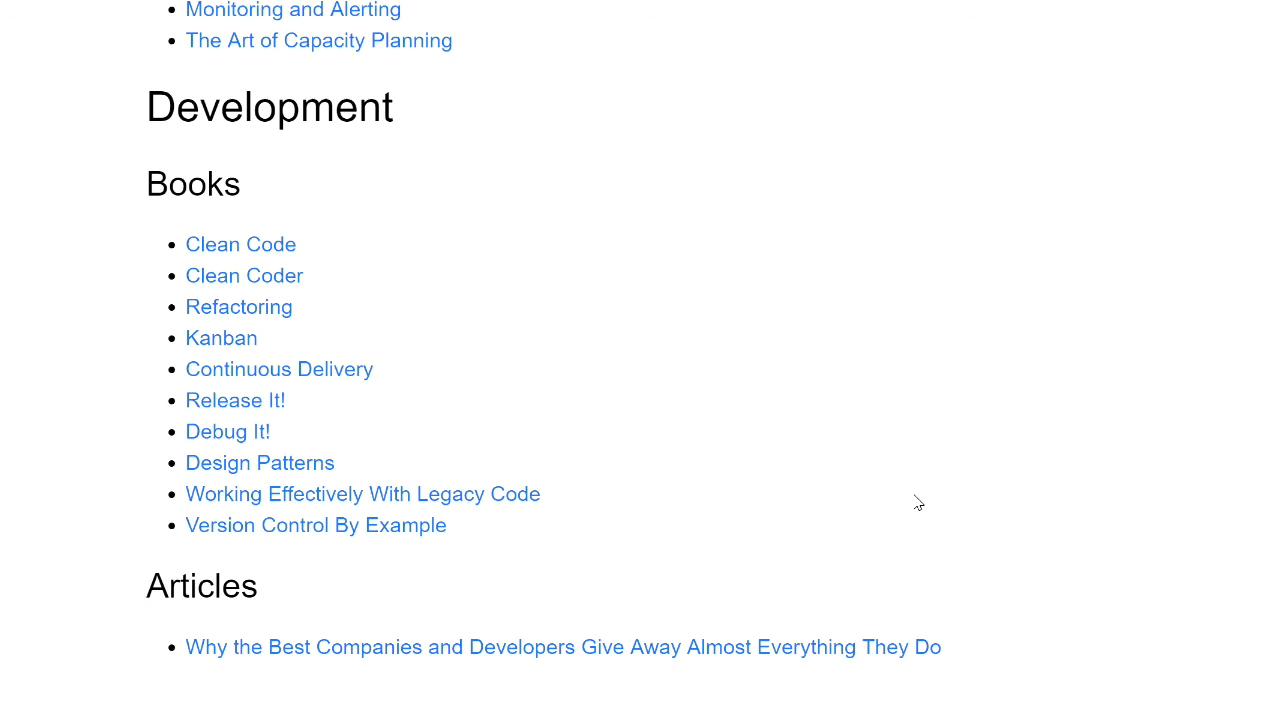 Monitoring and Alerting
The Art of Capacity Planning
Development
Books
Clean Code
Clean Coder
Refactoring
Kanban
Continuous Delivery
Release It!
Debug It!
Design Patterns
Working Effectively With Legacy Code
Version Control By Example
Articles
Why the Best Companies and Developers Give Away Almost Everything They Do